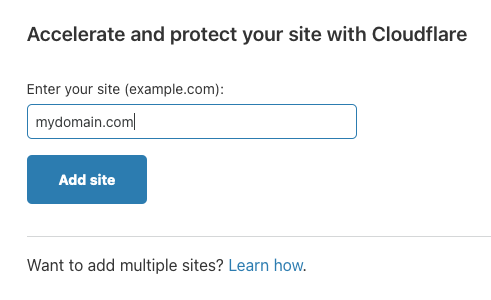 Accelerate and protect your site with Cloudflare
Enter your site (example.com):
mydomain.com
Add site
Want to add multiple sites? Learn how.